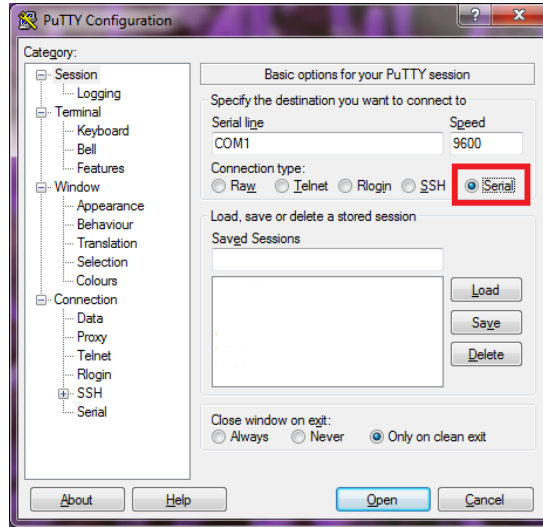 PuTTY Configuration
Category:
Session
Logging
Terminal
Keyboard
Bell
Features
Window
Appearance
Behaviour
Translation
Selection
Colours
Connection
Data
Proxy
Telnet
Rlogin
SSH
Serial
Basic options for your PuTTY session
Specify the destination you want to connect to
Serial line Speed
COM1 9600
Connection type:
Raw Telnet Rlogin SSH Serial
Load, save or delete a stored session
Saved Sessions
Load
Save
Delete
Close window on exit:
Always Never Only on clean exit
About Help Open Cancel